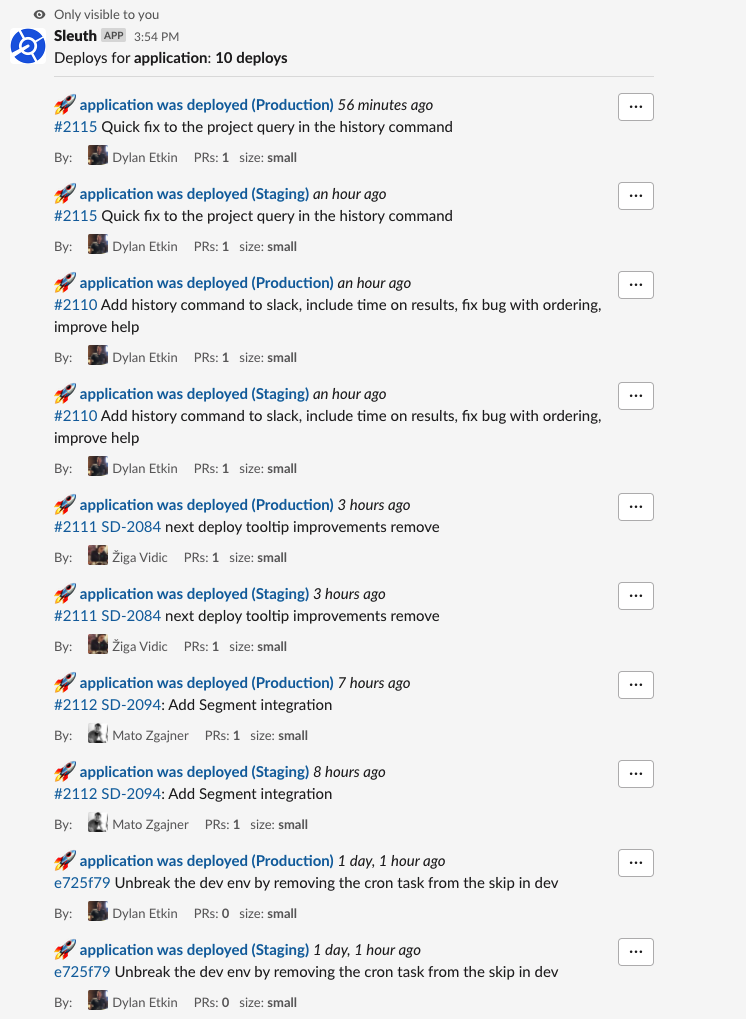 Only visible to you
Sleuth APP 3:54 PM
Deploys for application: 10 deploys
application was deployed (Production) 56 minutes ago
#2115 Quick fix to the project query in the history command
By: Dylan Etkin PRs: 1 size: small
application was deployed (Staging) an hour ago
#2115 Quick fix to the project query in the history command
By: Dylan Etkin PRs: 1 size: small
application was deployed (Production) an hour ago
#2110 Add history command to slack, include time on results, fix bug with ordering,
improve help
By: Dylan Etkin PRs: 1 size: small
application was deployed (Staging) an hour ago
#2110 Add history command to slack, include time on results, fix bug with ordering,
improve help
By: Dylan Etkin PRs: 1 size: small
application was deployed (Production) 3 hours ago
#2111 SD-2084 next deploy tooltip improvements remove
By: Žiga Vidic PRs: 1 size: small
application was deployed (Staging) 3 hours ago
#2111 SD-2084 next deploy tooltip improvements remove
By: Žiga Vidic PRs: 1 size: small
application was deployed (Production) 7 hours ago
#2112 SD-2094: Add Segment integration
By: Mato Zgajner PRs: 1 size: small
application was deployed (Staging) 8 hours ago
#2112 SD-2094: Add Segment integration
By: Mato Zgajner PRs: 1 size: small
application was deployed (Production) 1 day, 1 hour ago
e725f79 Unbreak the dev env by removing the cron task from the skip in dev
By: Dylan Etkin PRs: 0 size: small
application was deployed (Staging) 1 day, 1 hour ago
e725f79 Unbreak the dev env by removing the cron task from the skip in dev
By: Dylan Etkin PRs: 0 size: small